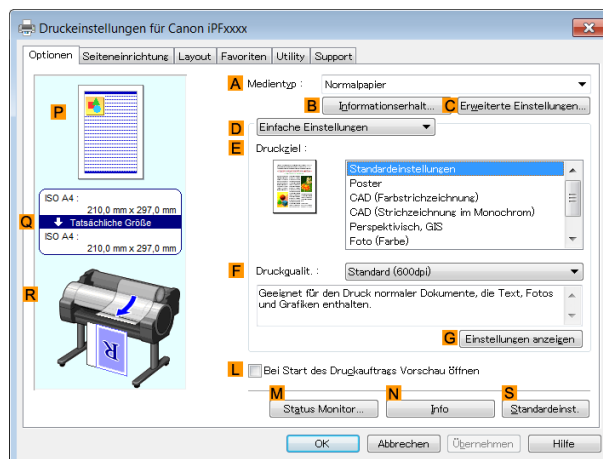 Druckeinstellungen für Canon iPFxxxx
Optionen Seiteneinrichtung Layout Favoriten Utility Support
A Medientyp : Normalpapier
B Informationserhalt... C Erweiterte Einstellungen...
P
D Einfache Einstellungen
E Druckziel :
Standardeinstellungen
Poster
CAD (Farbstrichzeichnung)
CAD (Strichzeichnung im Monochrom)
Perspektivisch, GIS
Foto (Farbe)
Q
ISO A4 :
210,0 mm x 297,0 mm
Tatsächliche Größe
ISO A4 :
210,0 mm x 297,0 mm
F Druckqualit. : Standard (600dpi)
Geeignet für den Druck normaler Dokumente, die Text, Fotos
und Grafiken enthalten.
R
R
G Einstellungen anzeigen
L Bei Start des Druckauftrags Vorschau öffnen
M N S
Status Monitor... Info Standardeinst.
OK Abbrechen Übernehmen Hilfe